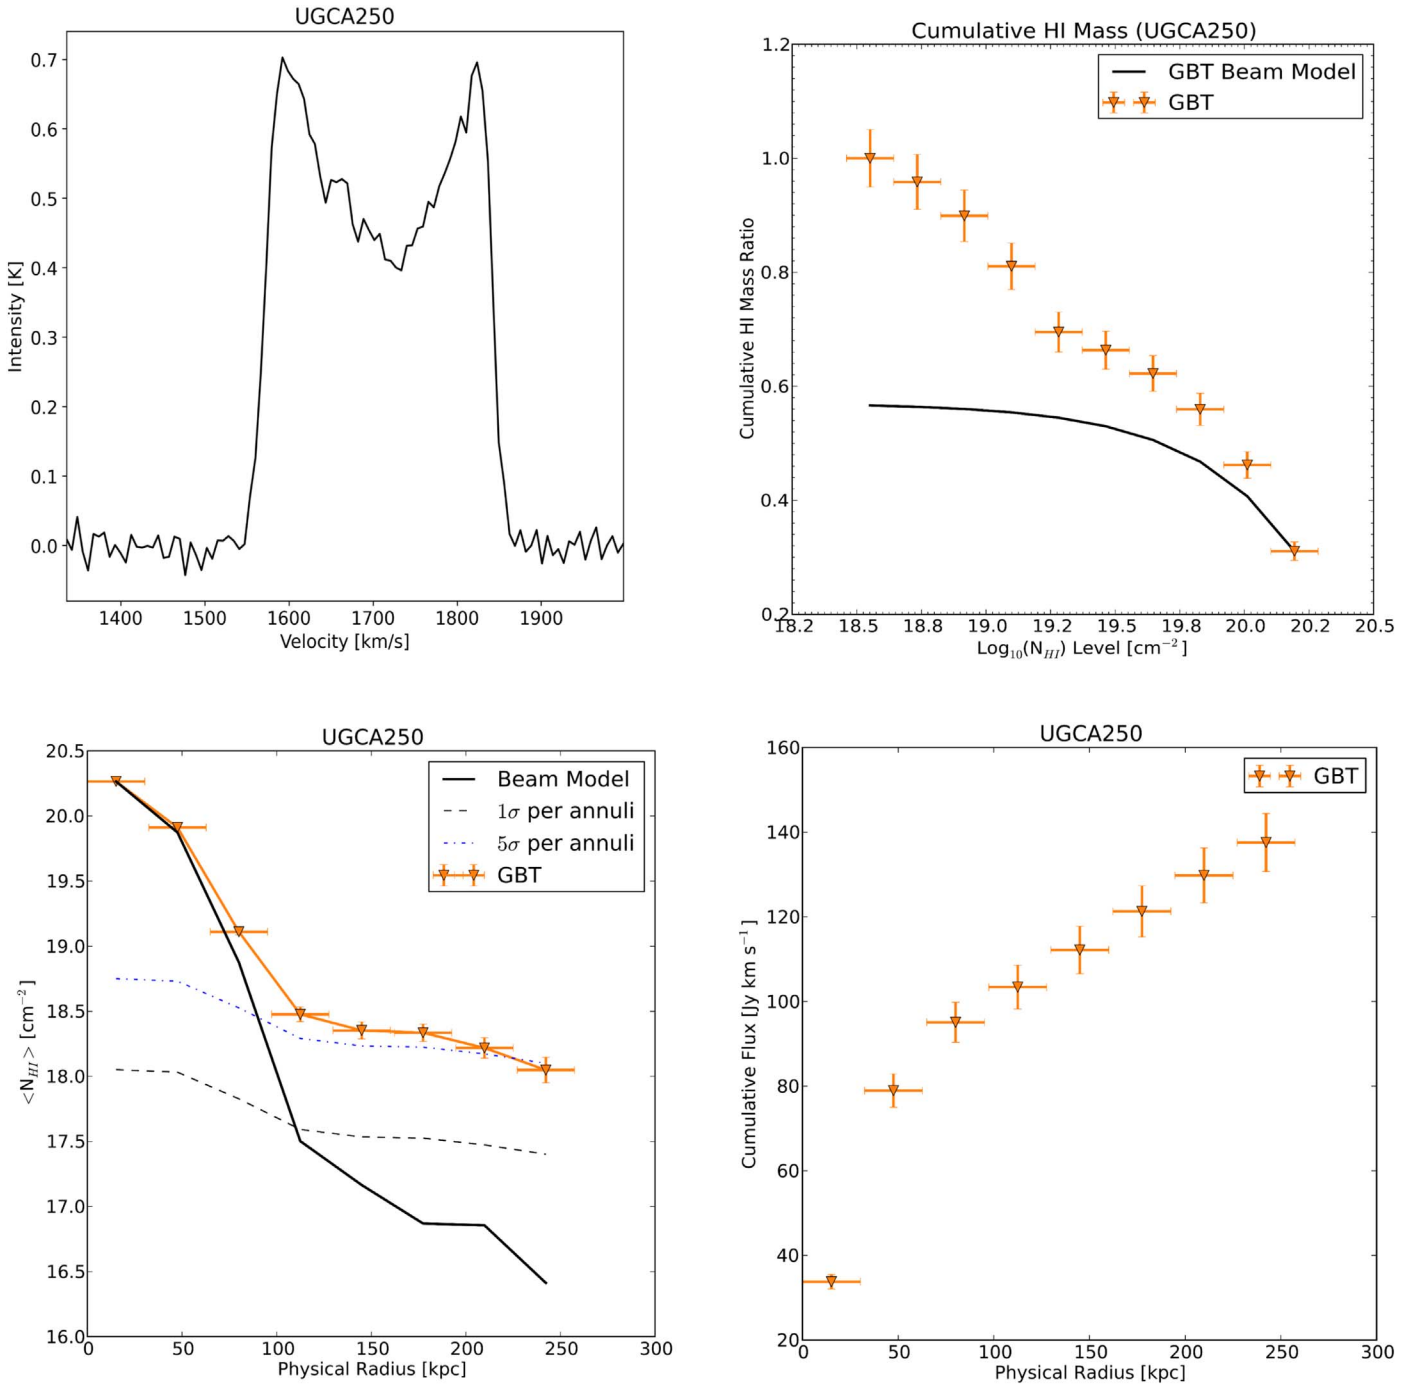 UGCA250
0.7
0.6
0.5
0.4
0.3
0.2
0.1
0.0
Intensity [K]
1400 1500 1600 1700 1800 1900
Velocity [km/s]
Cumulative HI Mass (UGCA250)
GBT Beam Model
GBT
1.2
1.0
0.8
0.6
0.4
0.2
Cumulative HI Mass Ratio
18.2 18.5 18.8 19.0 19.2 19.5 19.8 20.0 20.2 20.5
Log₁₀(N_HI) Level [cm⁻²]
UGCA250
Beam Model
1σ per annuli
5σ per annuli
GBT
20.5
20.0
19.5
19.0
18.5
18.0
17.5
17.0
16.5
16.0
<N_HI> [cm⁻²]
0 50 100 150 200 250 300
Physical Radius [kpc]
UGCA250
GBT
160
140
120
100
80
60
40
20
Cumulative Flux [Jy km s⁻¹]
0 50 100 150 200 250 300
Physical Radius [kpc]